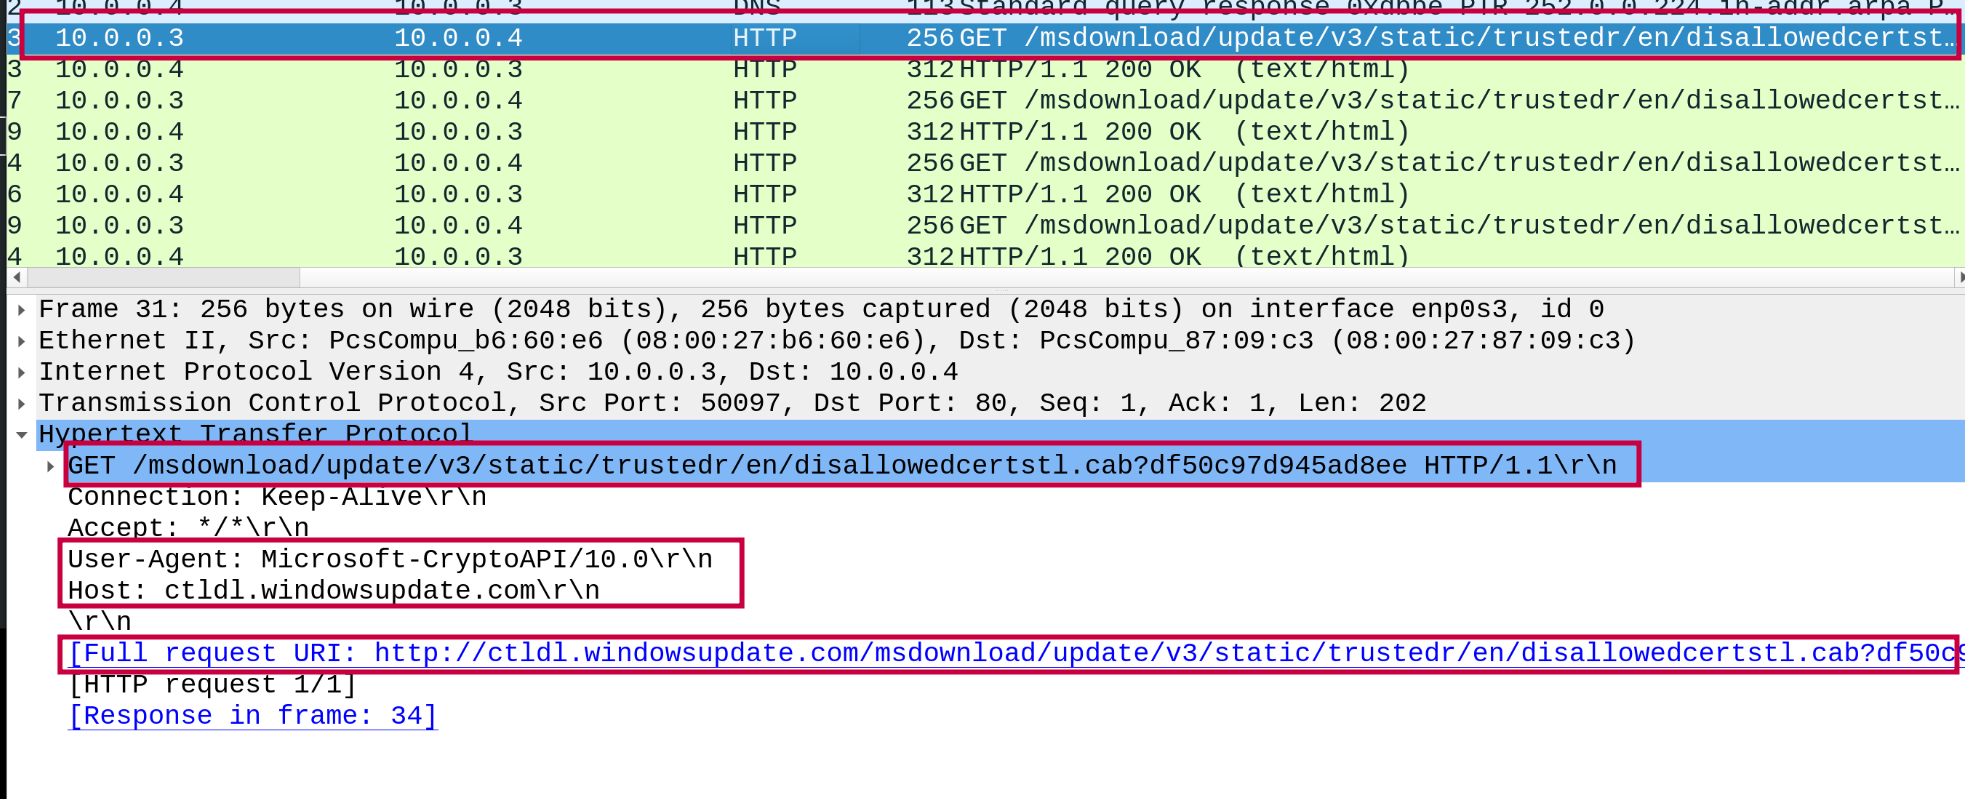 2 10.0.0.4 10.0.0.3 DNS 113 Standard query response 0xdbbe PTR 252.0.0.224.in-addr.arpa P…
3 10.0.0.3 10.0.0.4 HTTP 256 GET /msdownload/update/v3/static/trustedr/en/disallowedcertst…
3 10.0.0.4 10.0.0.3 HTTP 312 HTTP/1.1 200 OK (text/html)
7 10.0.0.3 10.0.0.4 HTTP 256 GET /msdownload/update/v3/static/trustedr/en/disallowedcertst…
9 10.0.0.4 10.0.0.3 HTTP 312 HTTP/1.1 200 OK (text/html)
4 10.0.0.3 10.0.0.4 HTTP 256 GET /msdownload/update/v3/static/trustedr/en/disallowedcertst…
6 10.0.0.4 10.0.0.3 HTTP 312 HTTP/1.1 200 OK (text/html)
9 10.0.0.3 10.0.0.4 HTTP 256 GET /msdownload/update/v3/static/trustedr/en/disallowedcertst…
4 10.0.0.4 10.0.0.3 HTTP 312 HTTP/1.1 200 OK (text/html)
Frame 31: 256 bytes on wire (2048 bits), 256 bytes captured (2048 bits) on interface enp0s3, id 0
Ethernet II, Src: PcsCompu_b6:60:e6 (08:00:27:b6:60:e6), Dst: PcsCompu_87:09:c3 (08:00:27:87:09:c3)
Internet Protocol Version 4, Src: 10.0.0.3, Dst: 10.0.0.4
Transmission Control Protocol, Src Port: 50097, Dst Port: 80, Seq: 1, Ack: 1, Len: 202
Hypertext Transfer Protocol
GET /msdownload/update/v3/static/trustedr/en/disallowedcertstl.cab?df50c97d945ad8ee HTTP/1.1\r\n
Connection: Keep-Alive\r\n
Accept: */*\r\n
User-Agent: Microsoft-CryptoAPI/10.0\r\n
Host: ctldl.windowsupdate.com\r\n
\r\n
[Full request URI: http://ctldl.windowsupdate.com/msdownload/update/v3/static/trustedr/en/disallowedcertstl.cab?df50c9
[HTTP request 1/1]
[Response in frame: 34]